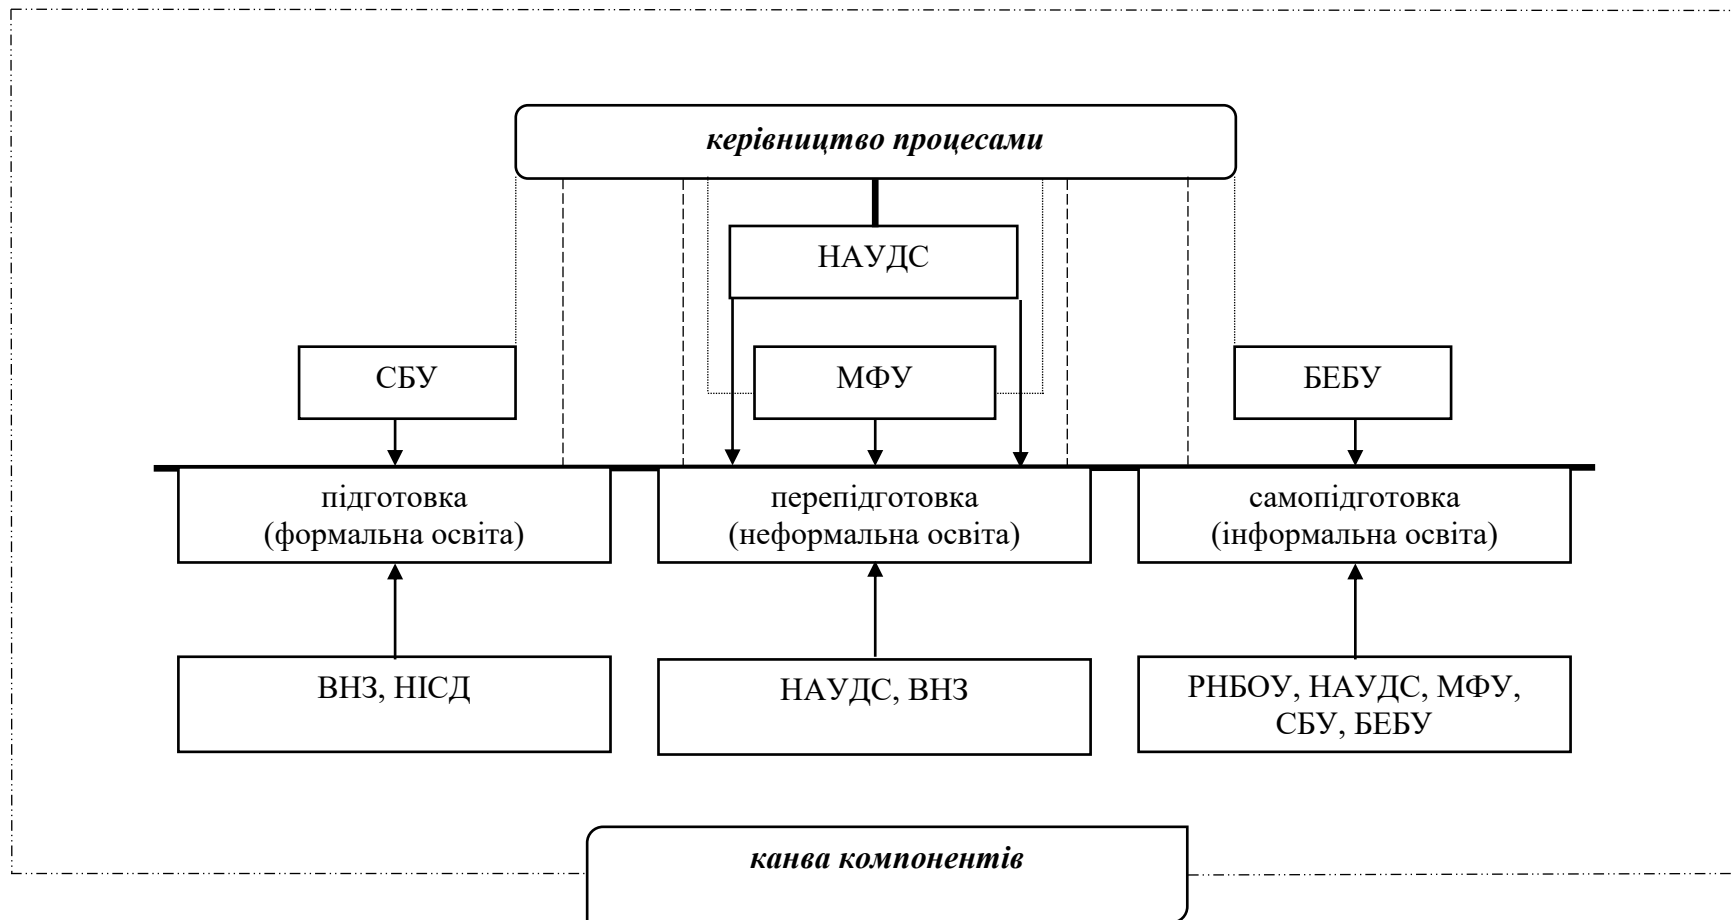 керівництво процесами
НАУДС
СБУ
МФУ
БЕБУ
підготовка
(формальна освіта)
перепідготовка
(неформальна освіта)
самопідготовка
(інформальна освіта)
ВНЗ, НІСД
НАУДС, ВНЗ
РНБОУ, НАУДС, МФУ,
СБУ, БЕБУ
канва компонентів